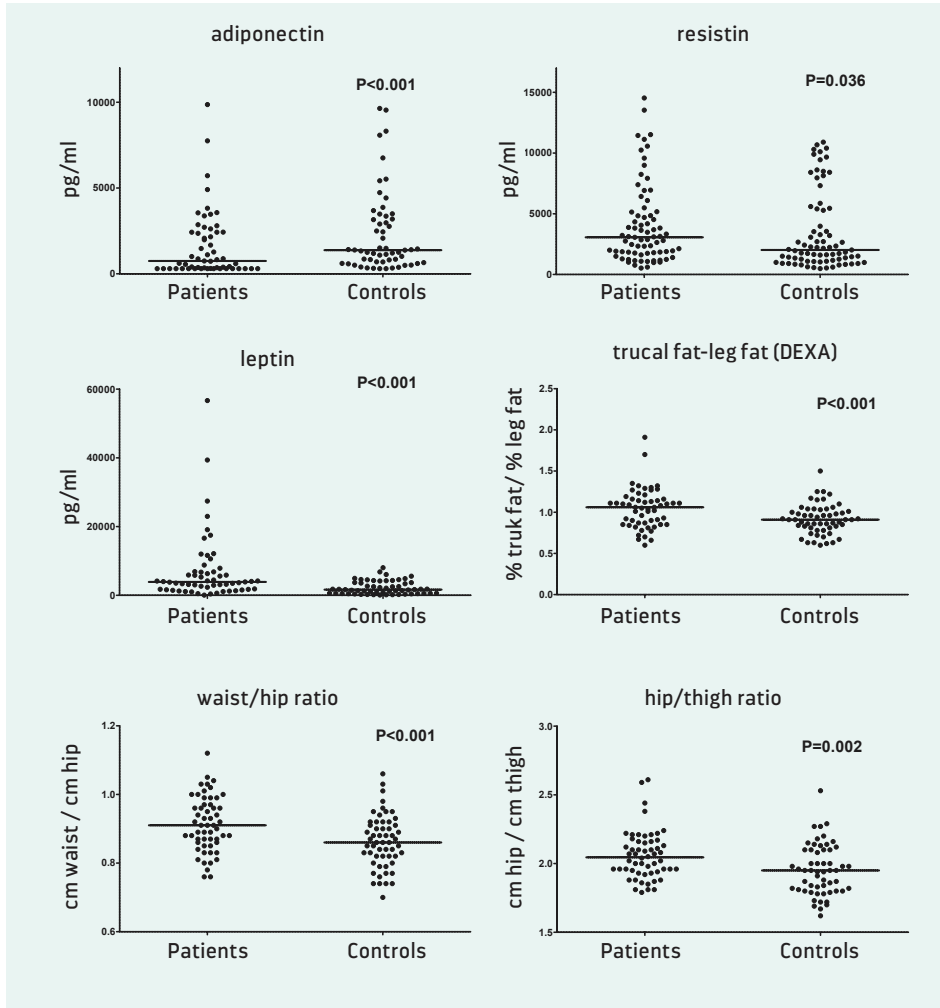 adiponectin
P<0.001
pg/ml
10000
5000
0
Patients Controls
resistin
P=0.036
pg/ml
15000
10000
5000
0
Patients Controls
leptin
P<0.001
pg/ml
60000
40000
20000
0
Patients Controls
trucal fat-leg fat (DEXA)
P<0.001
% truk fat/ % leg fat
2.5
2.0
1.5
1.0
0.5
0.0
Patients Controls
waist/hip ratio
P<0.001
cm waist / cm hip
1.2
1.0
0.8
0.6
Patients Controls
hip/thigh ratio
P=0.002
cm hip / cm thigh
3.0
2.5
2.0
1.5
Patients Controls